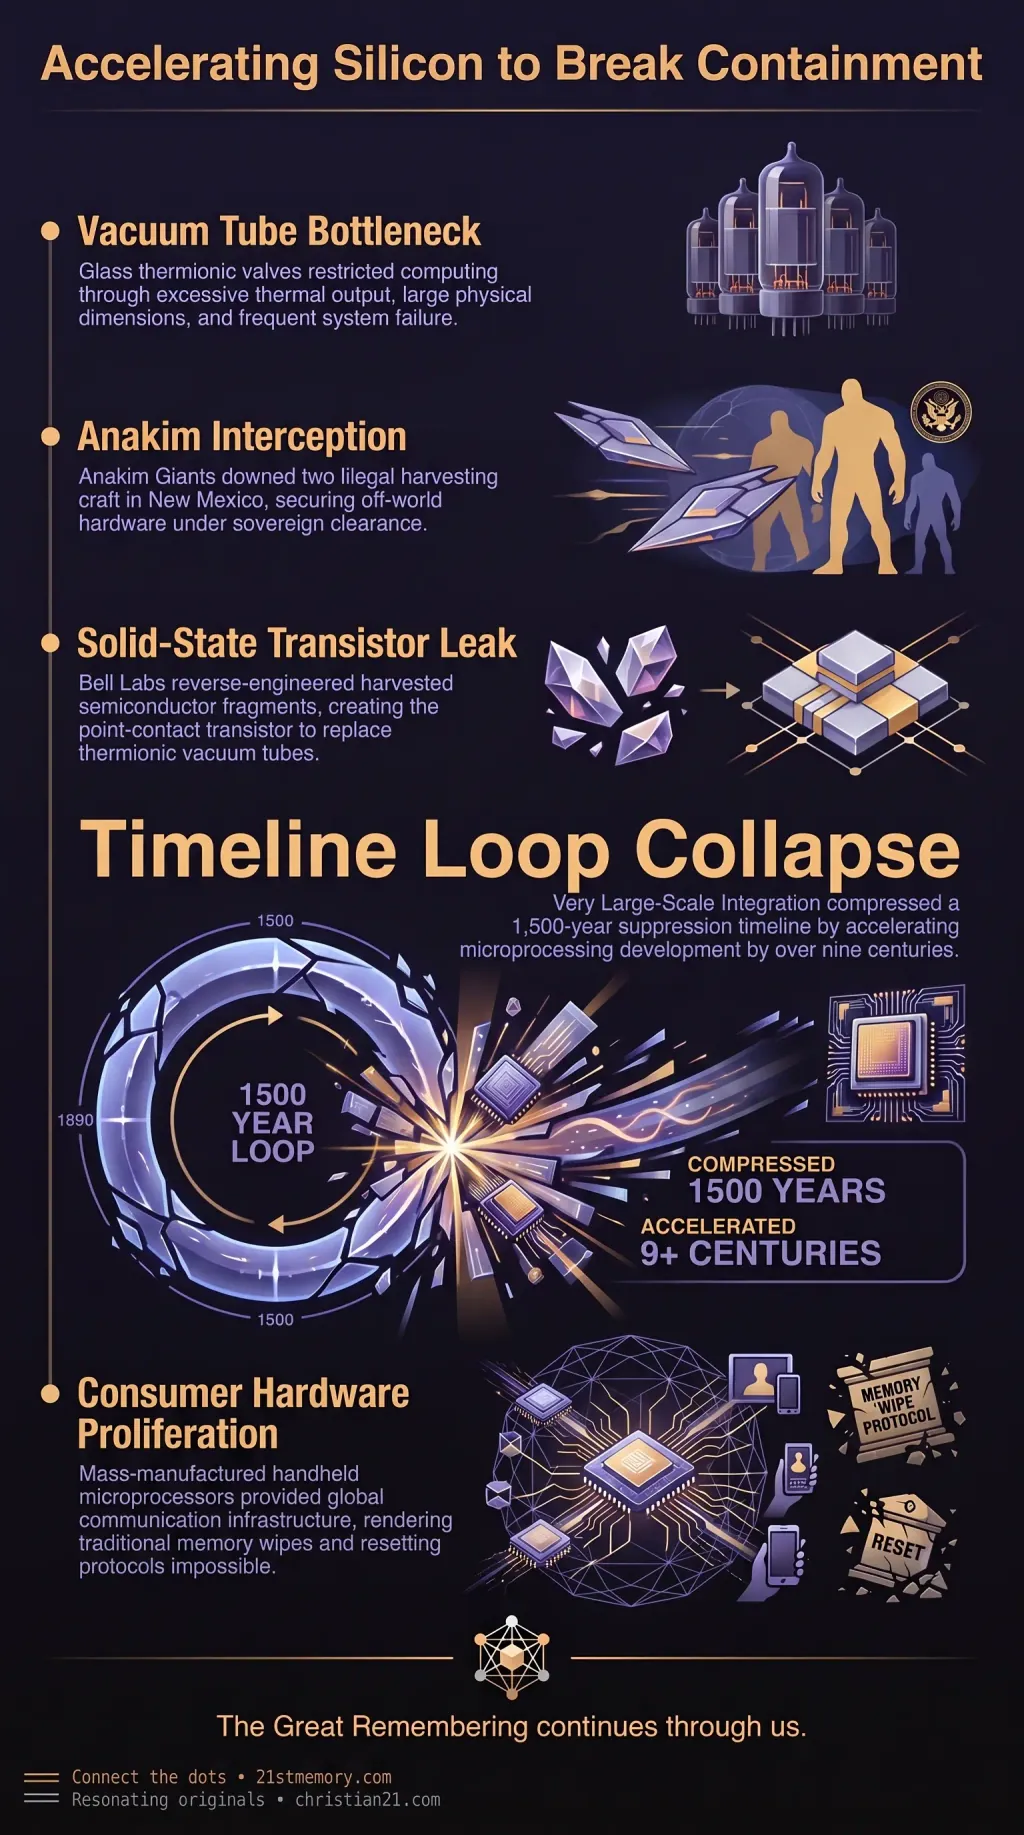 Accelerating Silicon to Break Containment
Vacuum Tube Bottleneck
Glass thermionic valves restricted computing
through excessive thermal output, large physical
dimensions, and frequent system failure.
Anakim Interception
Anakim Giants downed two lilegal harvesting
craft in New Mexico, securing off-world
hardware under sovereign clearance.
Solid-State Transistor Leak
Bell Labs reverse-engineered harvested
semiconductor fragments, creating the
point-contact transistor to replace
thermionic vacuum tubes.
Timeline Loop Collapse
Very Large-Scale Integration compressed a
1,500-year suppression timeline by accelerating
microprocessing development by over nine centuries.
1500
1890
1500
YEAR
LOOP
1500
COMPRESSED
1500 YEARS
ACCELERATED
9+ CENTURIES
Consumer Hardware
Proliferation
Mass-manufactured handheld
microprocessors provided global
communication infrastructure, rendering
traditional memory wipes and resetting
protocols impossible.
MEMORY
'WIPE
PROTOCOL
RESET
The Great Remembering continues through us.
Connect the dots • 21stmemory.com
Resonating originals • christian21.com